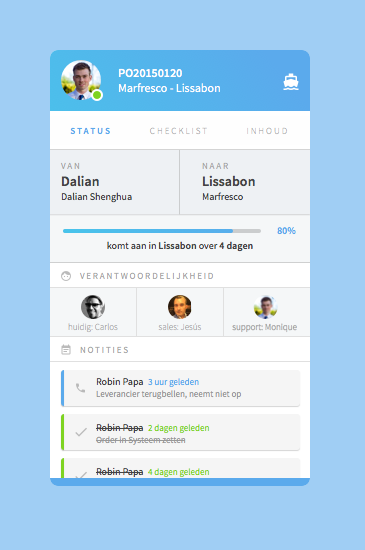 PO20150120
Marfresco - Lissabon
STATUS CHECKLIST INHOUD
VAN NAAR
Dalian Lissabon
Dalian Shenghua Marfresco
80%
komt aan in Lissabon over 4 dagen
VERANTWOORDELIJKHEID
huidig: Carlos sales: Jesús support: Monique
NOTITIES
Robin Papa 3 uur geleden
Leverancier terugbellen, neemt niet op
Robin Papa 2 dagen geleden
Order in Systeem zetten
Robin Papa 4 dagen geleden